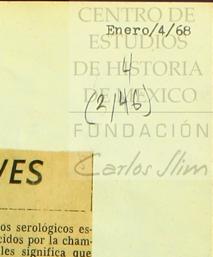 CENTRO DE
Enero/4/68
ESTUDIOS
DE HISTORIA
4
DE MÉXICO
(2,146)
FUNDACIÓN
Carlos Slim
VES
os serológicos es-
cidos por la cham-
les significa que